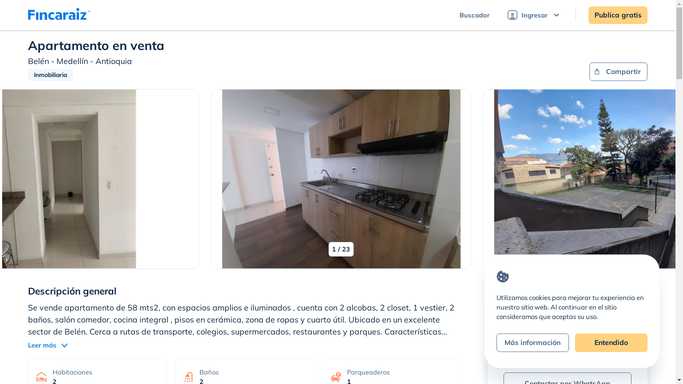 Fincaraiz
Buscador
Ingresar
Publica gratis
Apartamento en venta
Belén - Medellín - Antioquia
Inmobiliaria
Compartir
1 / 23
Descripción general
Se vende apartamento de 58 mts2, con espacios amplios e iluminados , cuenta con 2 alcobas, 2 closet, 1 vestier, 2
baños, salón comedor, cocina integral , pisos en cerámica, zona de ropas y cuarto útil. Ubicado en un excelente
sector de Belén. Cerca a rutas de transporte, colegios, supermercados, restaurantes y parques. Características...
Leer más
Habitaciones
2
Baños
2
Parqueaderos
1
Utilizamos cookies para mejorar tu experiencia en
nuestro sitio web. Al continuar en el sitio
consideramos que aceptas su uso.
Más información
Entendido
Contactar por WhatsApp